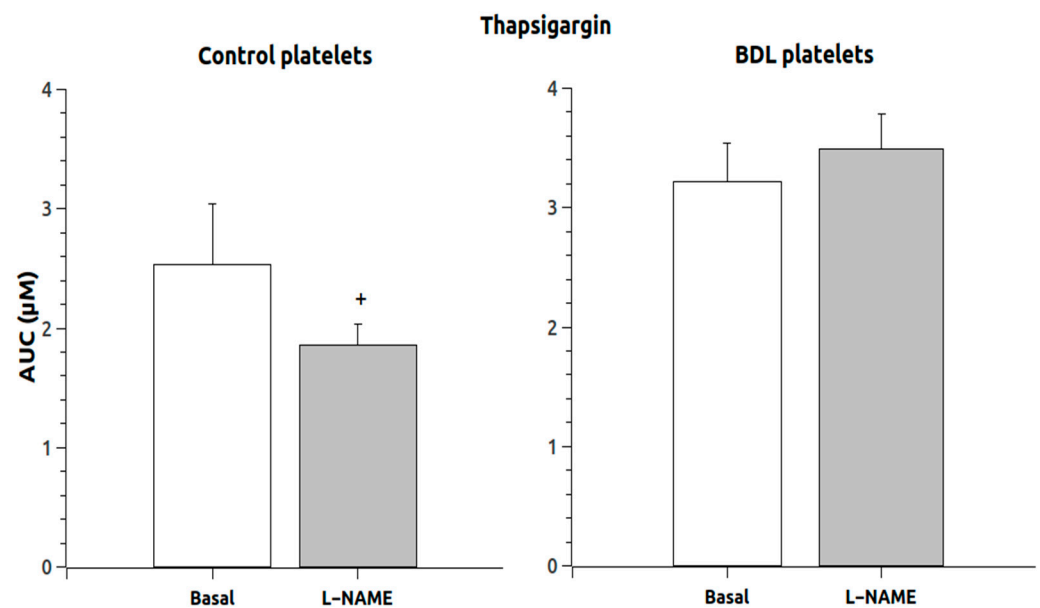 Thapsigargin
Control platelets
BDL platelets
AUC (µM)
4
3
2
1
0
+
Basal
L−NAME
4
3
2
1
0
Basal
L−NAME